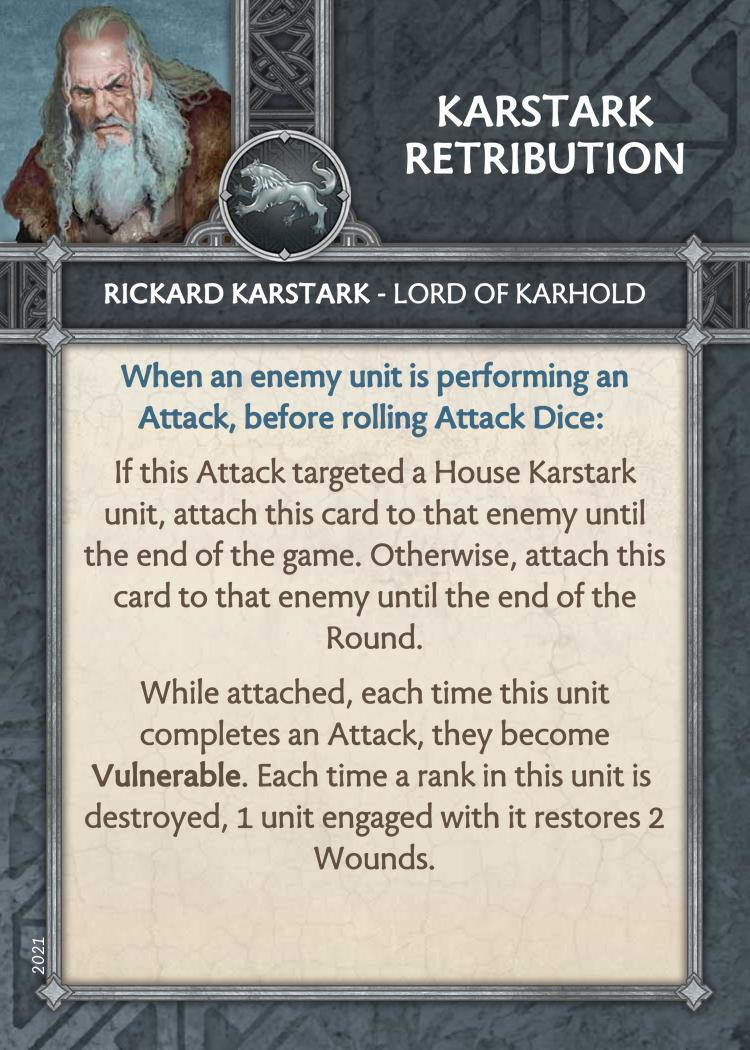 KARSTARK
RETRIBUTION
RICKARD KARSTARK - LORD OF KARHOLD
When an enemy unit is performing an
Attack, before rolling Attack Dice:
If this Attack targeted a House Karstark
unit, attach this card to that enemy until
the end of the game. Otherwise, attach this
card to that enemy until the end of the
Round.
While attached, each time this unit
completes an Attack, they become
Vulnerable. Each time a rank in this unit is
destroyed, 1 unit engaged with it restores 2
Wounds.
2021